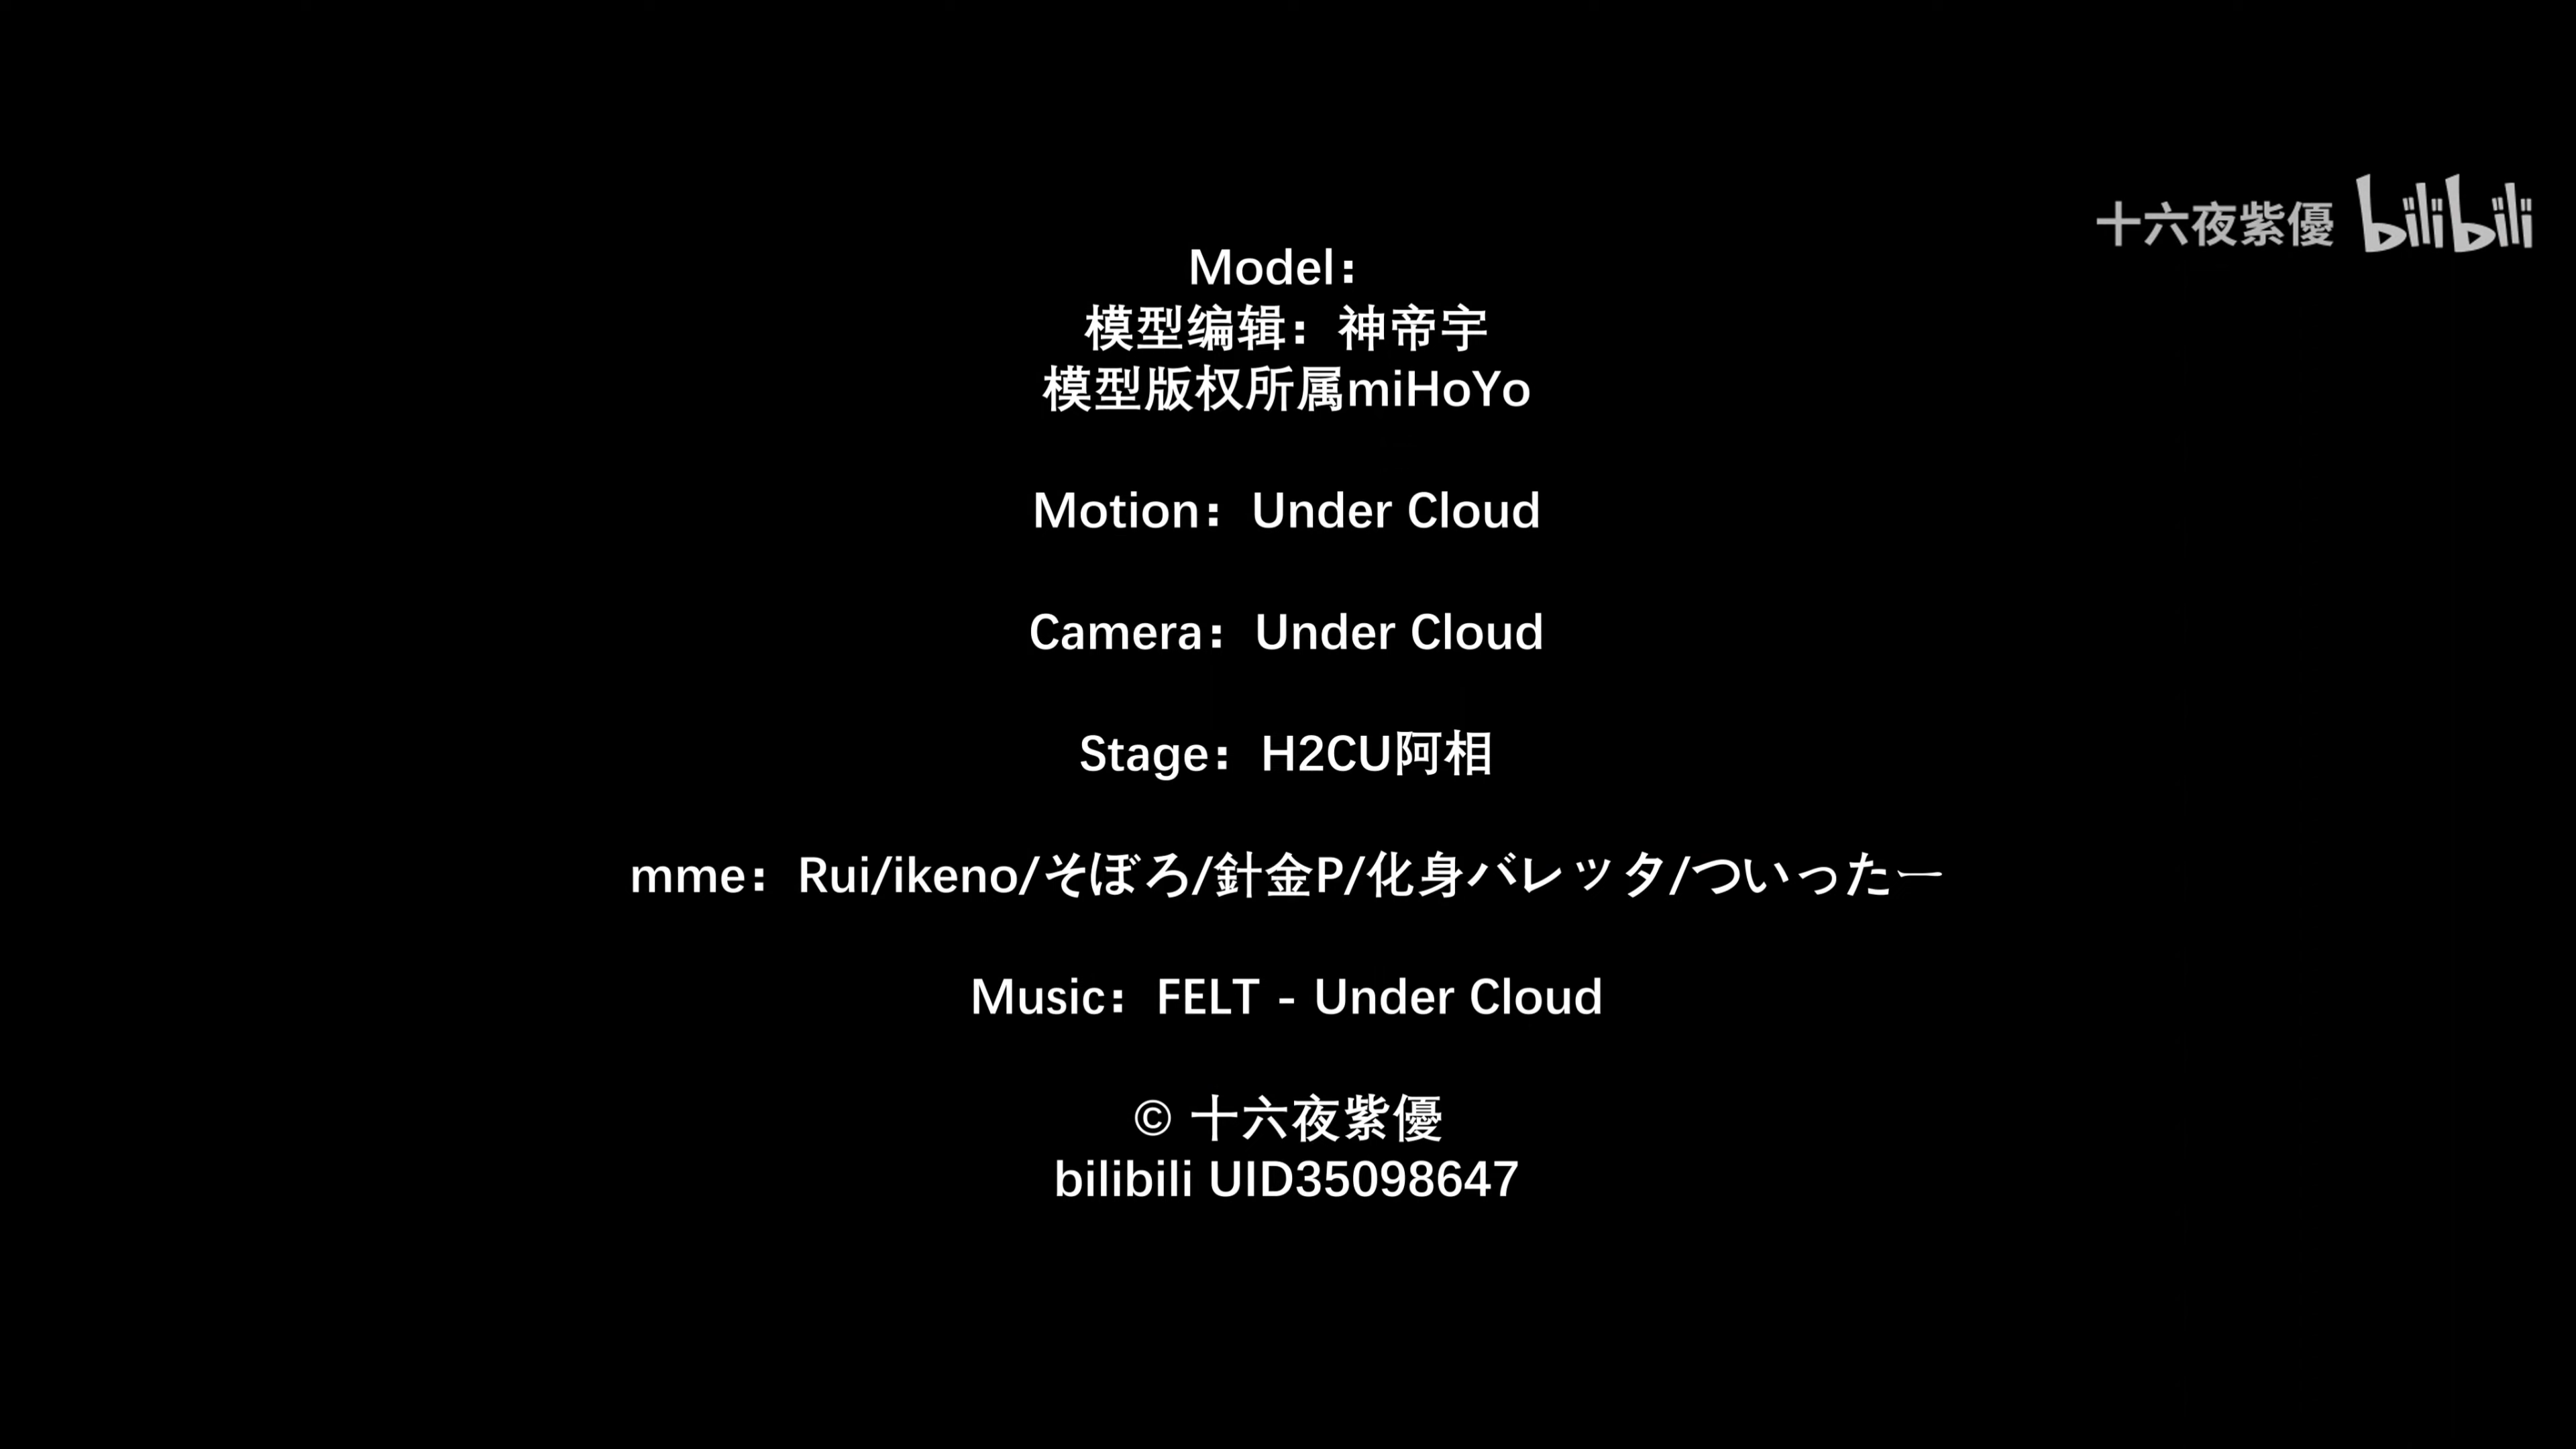 十六夜紫優 bilibili
Model：
模型编辑：神帝宇
模型版权所属miHoYo
Motion：Under Cloud
Camera：Under Cloud
Stage：H2CU阿相
mme：Rui/ikeno/そぼろ/針金P/化身バレッタ/ついったー
Music：FELT - Under Cloud
© 十六夜紫優
bilibili UID35098647